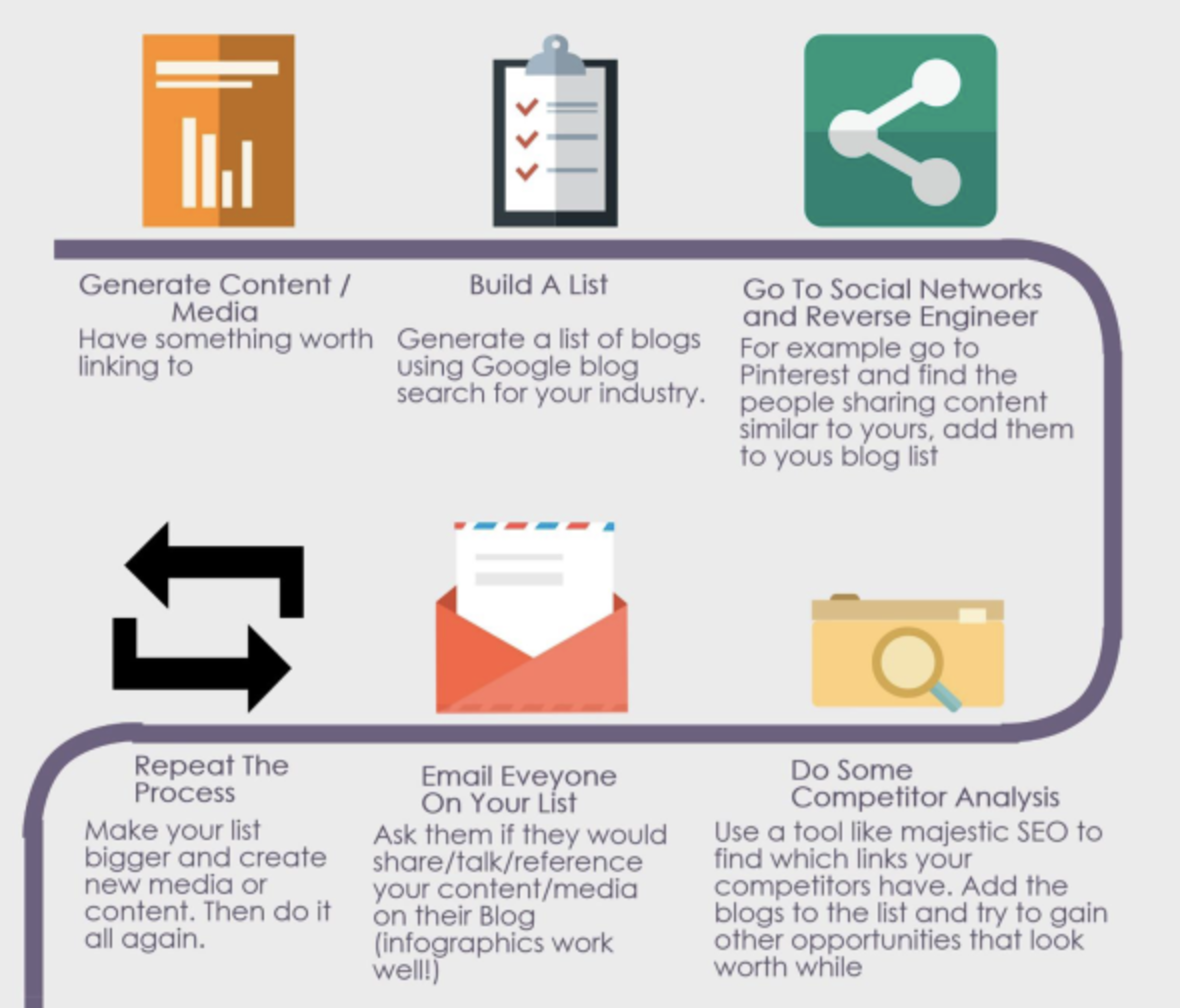 Generate Content /
Media
Have something worth
linking to
Build A List
Generate a list of blogs
using Google blog
search for your industry.
Go To Social Networks
and Reverse Engineer
For example go to
Pinterest and find the
people sharing content
similar to yours, add them
to yous blog list
Do Some
Competitor Analysis
Use a tool like majestic SEO to
find which links your
competitors have. Add the
blogs to the list and try to gain
other opportunities that look
worth while
Email Eveyone
On Your List
Ask them if they would
share/talk/reference
your content/media
on their Blog
(infographics work
well!)
Repeat The
Process
Make your list
bigger and create
new media or
content. Then do it
all again.